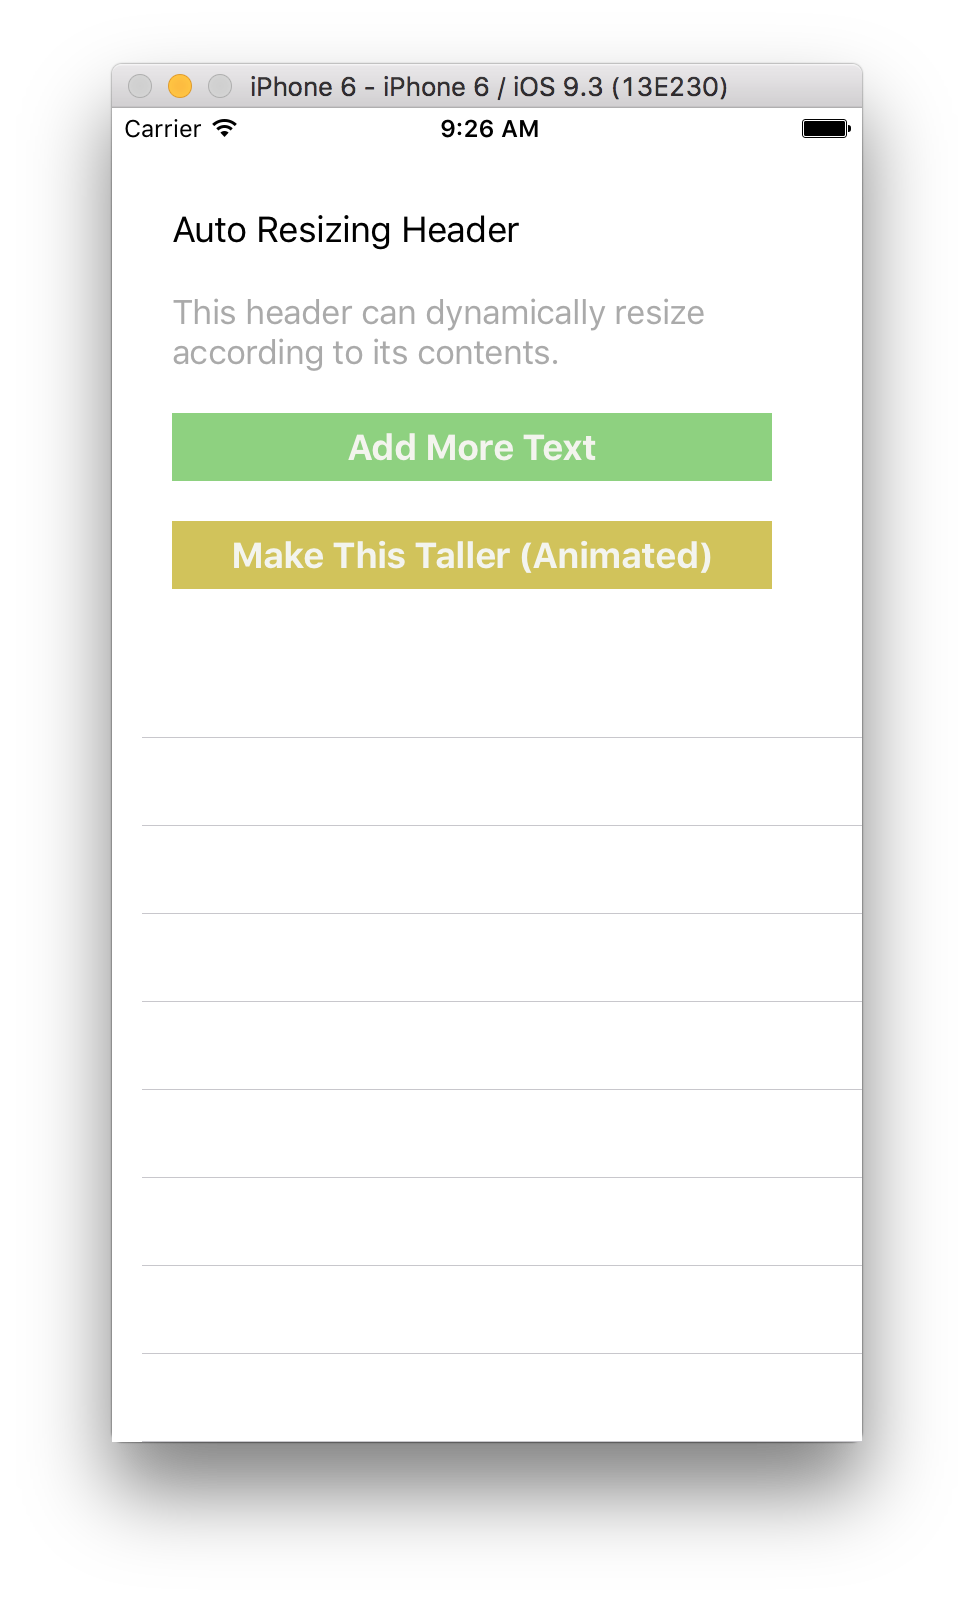 iPhone 6 - iPhone 6 / iOS 9.3 (13E230)
Carrier 9:26 AM
Auto Resizing Header
This header can dynamically resize
according to its contents.
Add More Text
Make This Taller (Animated)